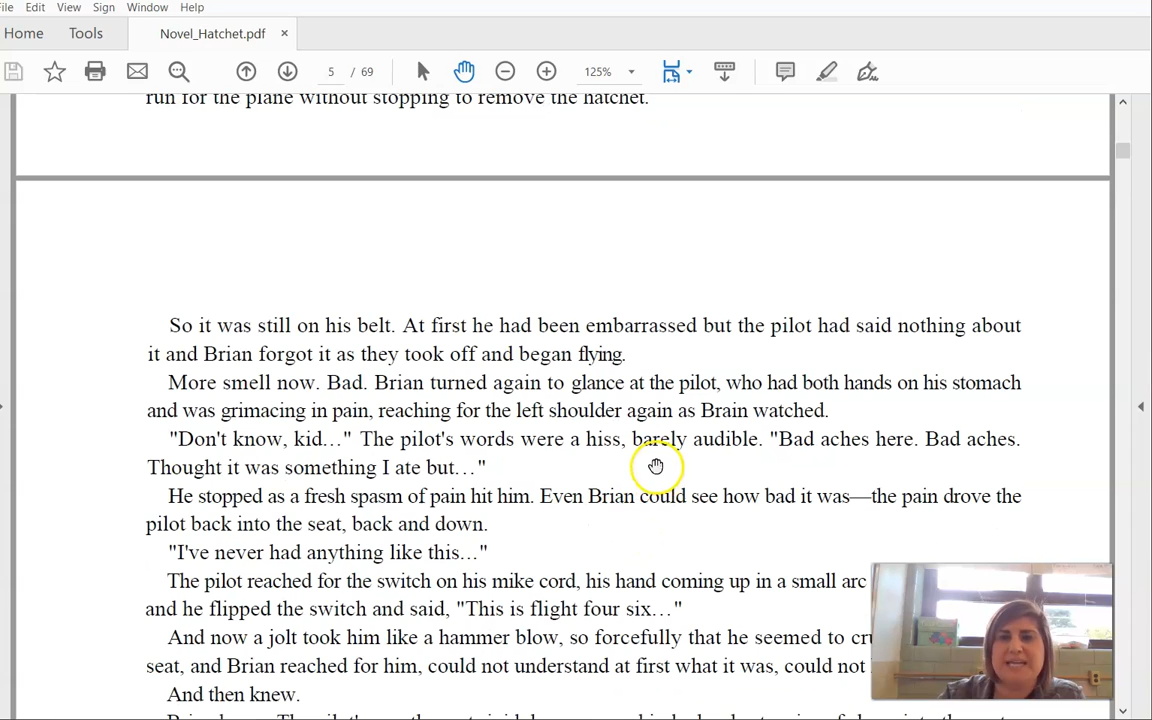 File Edit View Sign Window Help
Home Tools Novel_Hatchet.pdf ×
5 / 69 125%
run for the plane without stopping to remove the hatchet.
So it was still on his belt. At first he had been embarrassed but the pilot had said nothing about
it and Brian forgot it as they took off and began flying.
More smell now. Bad. Brian turned again to glance at the pilot, who had both hands on his stomach
and was grimacing in pain, reaching for the left shoulder again as Brain watched.
"Don't know, kid…" The pilot's words were a hiss, barely audible. "Bad aches here. Bad aches.
Thought it was something I ate but…"
He stopped as a fresh spasm of pain hit him. Even Brian could see how bad it was—the pain drove the
pilot back into the seat, back and down.
"I've never had anything like this…"
The pilot reached for the switch on his mike cord, his hand coming up in a small arc
and he flipped the switch and said, "This is flight four six…"
And now a jolt took him like a hammer blow, so forcefully that he seemed to
seat, and Brian reached for him, could not understand at first what it was, could not
And then knew.